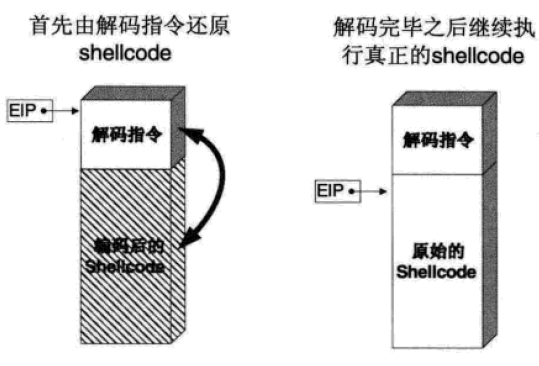 首先由解码指令还原
shellcode
EIP
解码指令
编码后的
Shellcode
解码完毕之后继续执
行真正的shellcode
解码指令
EIP
原始的
Shellcode